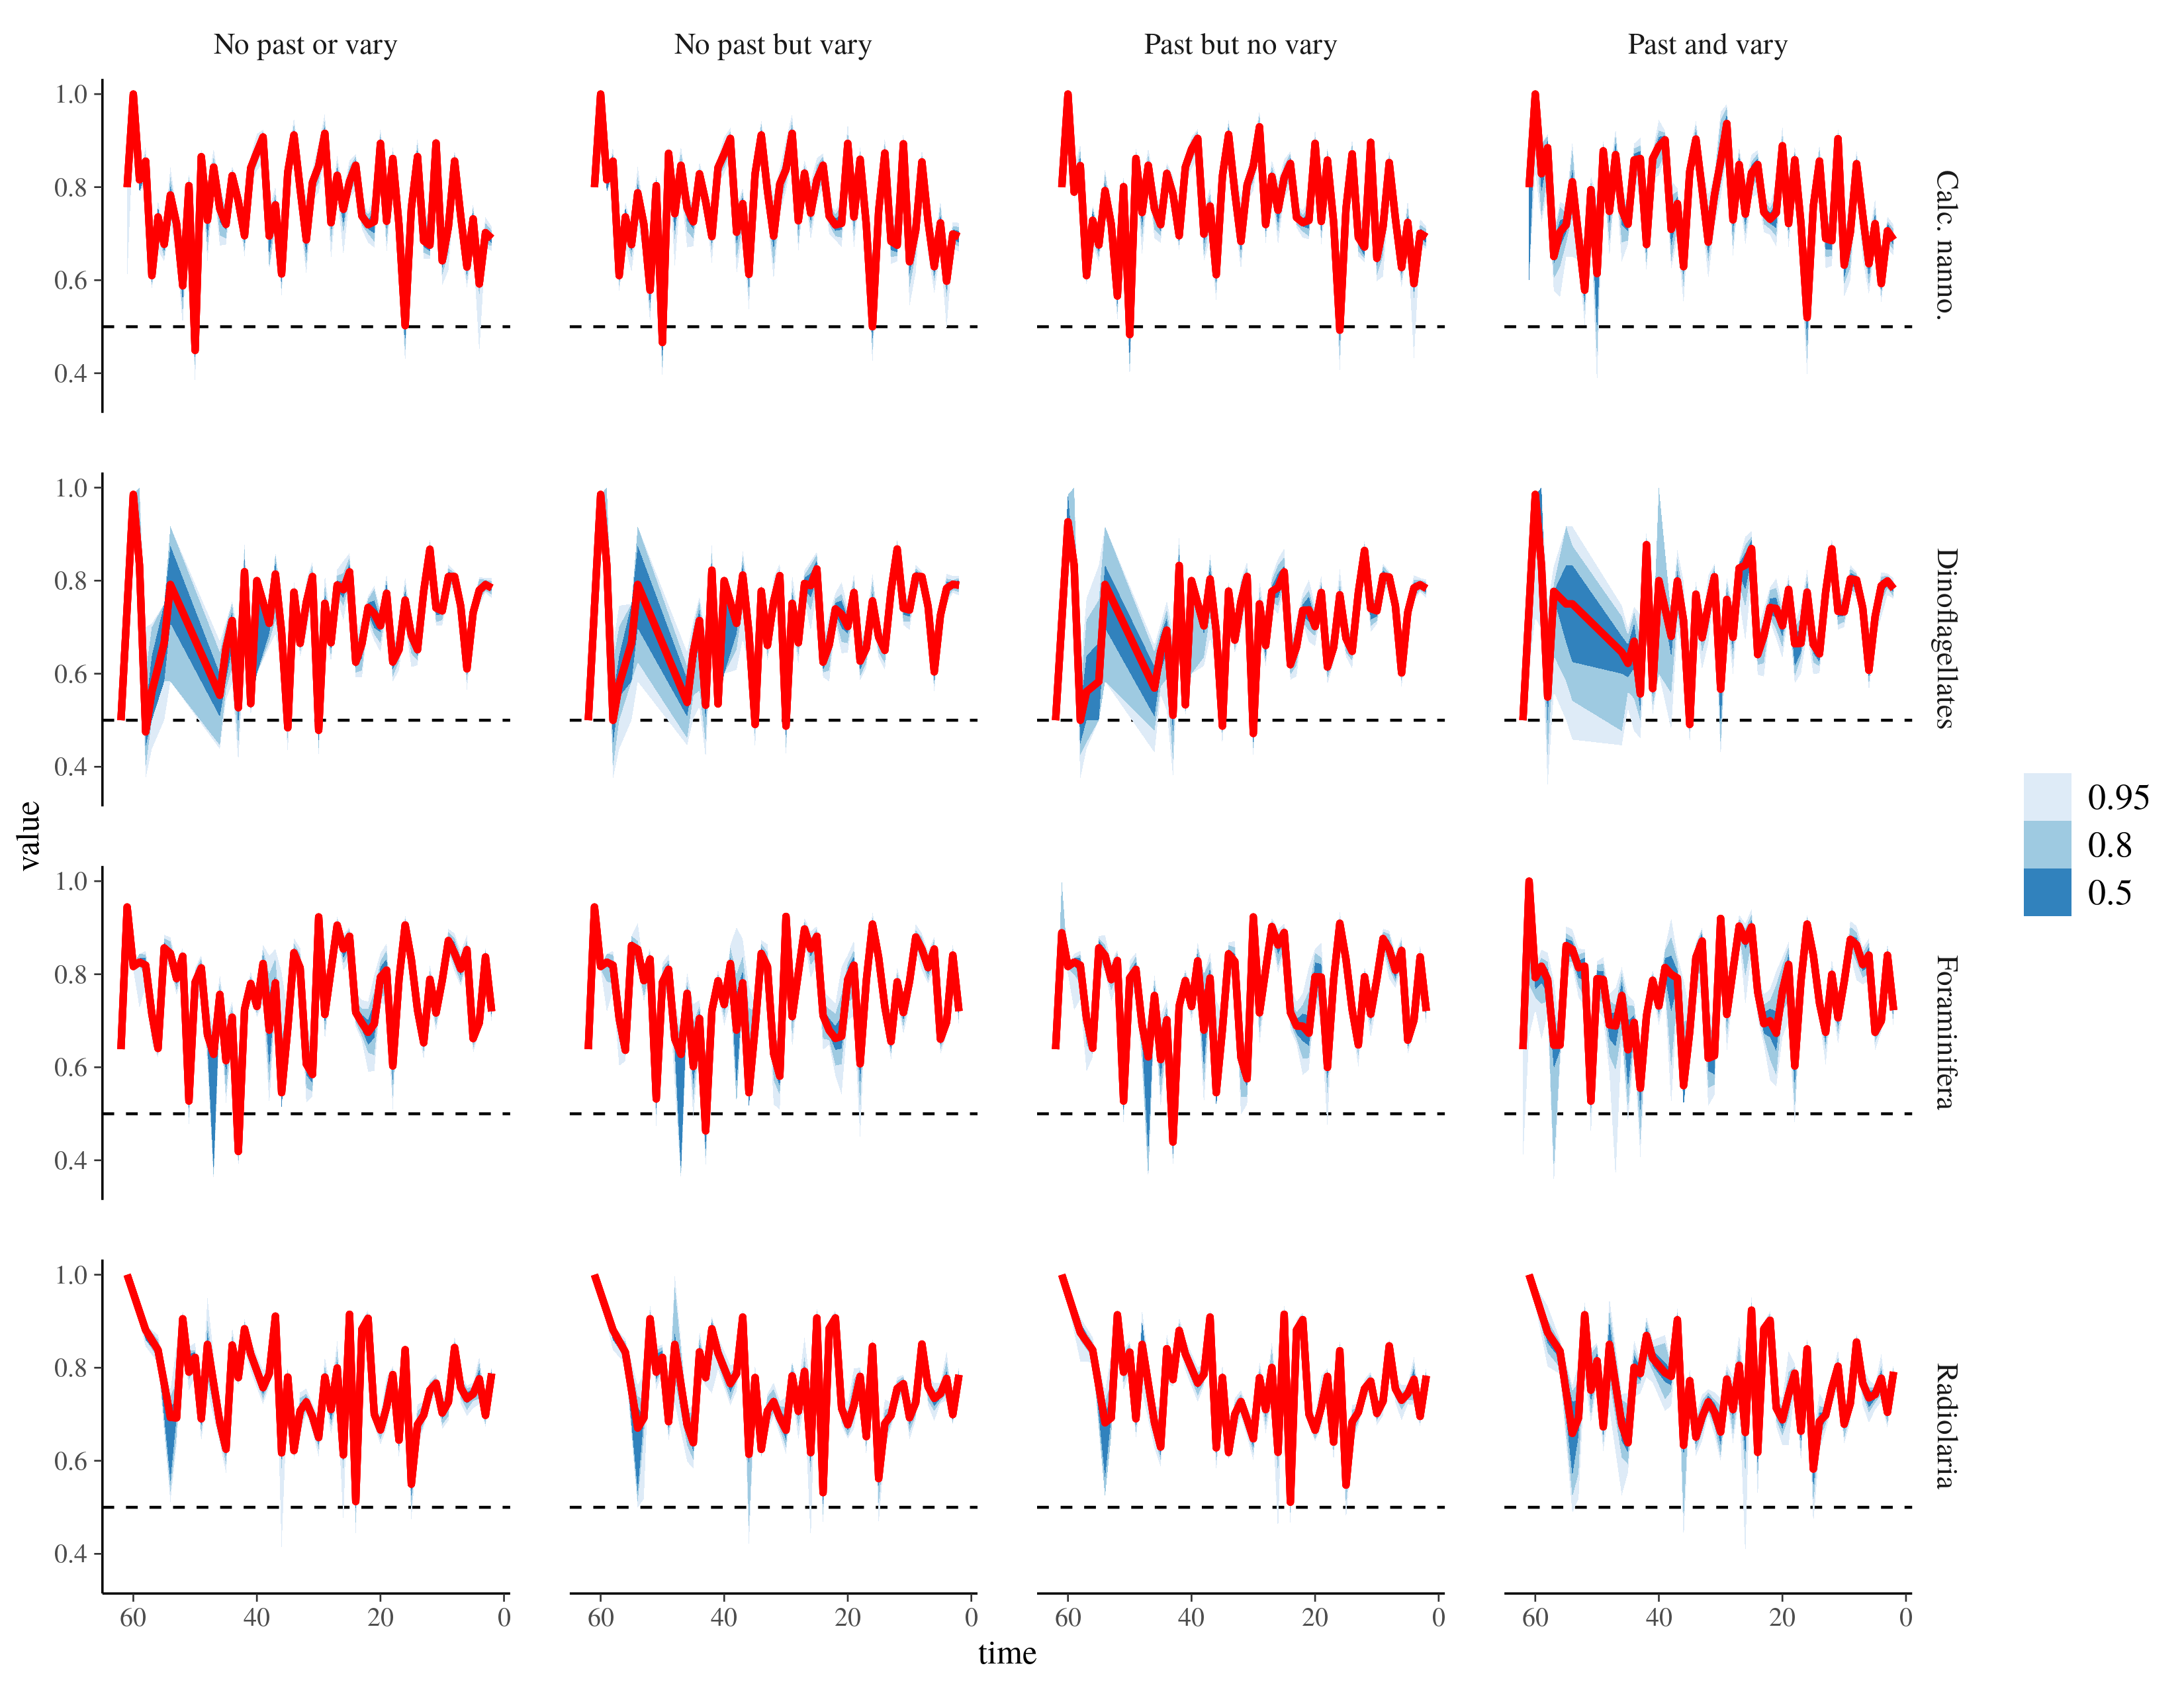 No past or vary
No past but vary
Past but no vary
Past and vary
1.0
0.8
0.6
0.4
Calc. nanno.
1.0
0.8
0.6
0.4
Dinoflagellates
value
0.95
0.8
0.5
1.0
0.8
0.6
0.4
Foraminifera
1.0
0.8
0.6
0.4
Radiolaria
60 40 20 0
60 40 20 0
60 40 20 0
60 40 20 0
time